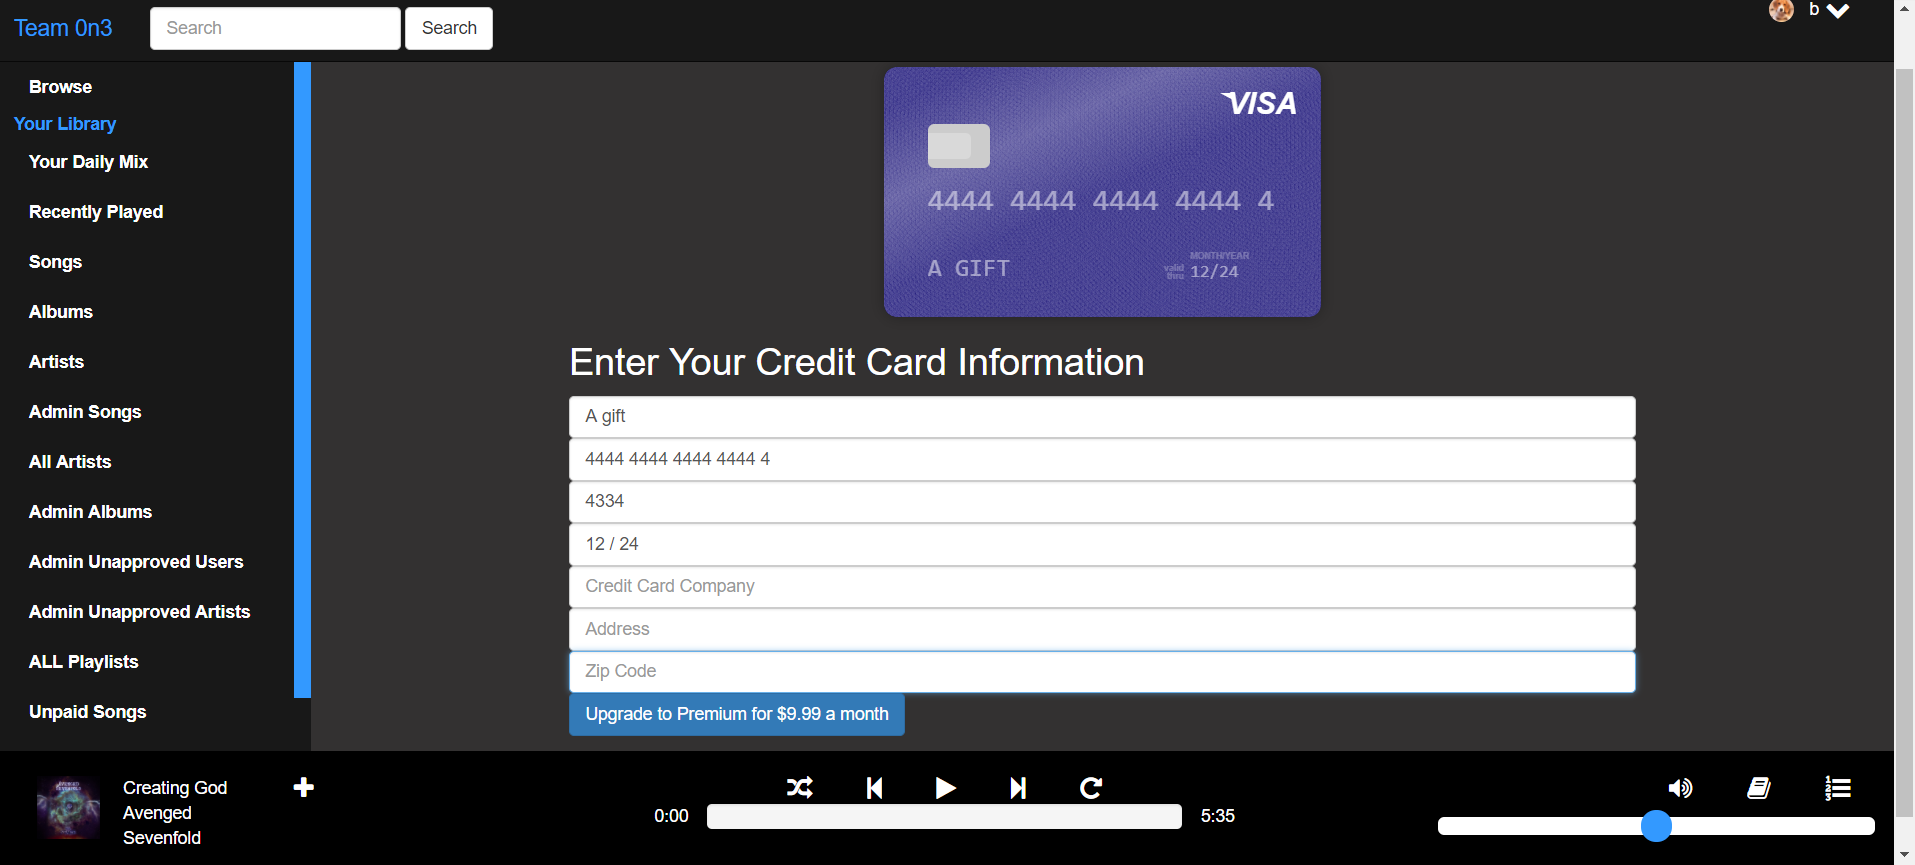 Team 0n3
Search
Search
b
Browse
Your Library
Your Daily Mix
Recently Played
Songs
Albums
Artists
Admin Songs
All Artists
Admin Albums
Admin Unapproved Users
Admin Unapproved Artists
ALL Playlists
Unpaid Songs
VISA
4444 4444 4444 4444 4
MONTH/YEAR
A GIFT
valid
thru
12/24
Enter Your Credit Card Information
A gift
4444 4444 4444 4444 4
4334
12 / 24
Credit Card Company
Address
Zip Code
Upgrade to Premium for $9.99 a month
Creating God
Avenged
Sevenfold
0:00
5:35